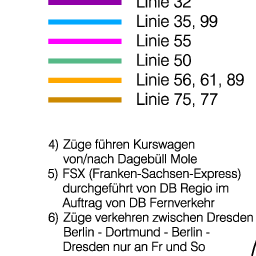 Linie 32
Linie 35, 99
Linie 55
Linie 50
Linie 56, 61, 89
Linie 75, 77
4) Züge führen Kurswagen
von/nach Dagebüll Mole
5) FSX (Franken-Sachsen-Express)
durchgeführt von DB Regio im
Auftrag von DB Fernverkehr
6) Züge verkehren zwischen Dresden
Berlin - Dortmund - Berlin -
Dresden nur an Fr und So